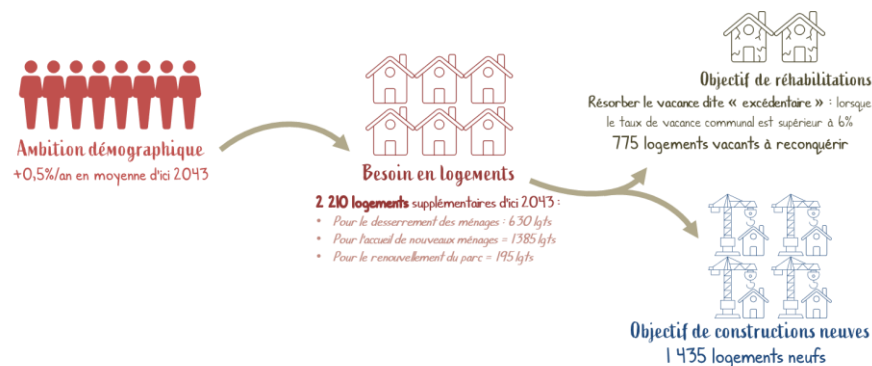 Ambition démographique
+0,5%/an en moyenne d'ici 2043
Besoin en logements
2 210 logements supplémentaires d'ici 2043 :
• Pour le desserrement des ménages : 630 lgts
• Pour l'accueil de nouveaux ménages = 1385 lgts
• Pour le renouvellement du parc = 195 lgts
Objectif de réhabilitations
Résorber le vacance dite « excédentaire » : lorsque
le taux de vacance communal est supérieur à 6%
775 logements vacants à reconquérir
Objectif de constructions neuves
1 435 logements neufs